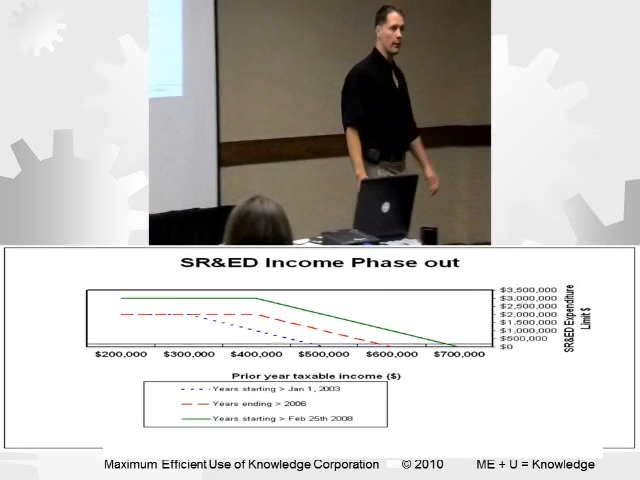 SR&ED Income Phase out
$3,500,000
$3,000,000
$2,500,000
$2,000,000
$1,500,000
$1,000,000
$500,000
$0
SR&ED Expenditure
Limit $
$200,000 $300,000 $400,000 $500,000 $600,000 $700,000
Prior year taxable income ($)
Years starting > Jan 1, 2003
Years ending > 2006
Years starting > Feb 25th 2008
Maximum Efficient Use of Knowledge Corporation © 2010 ME + U = Knowledge